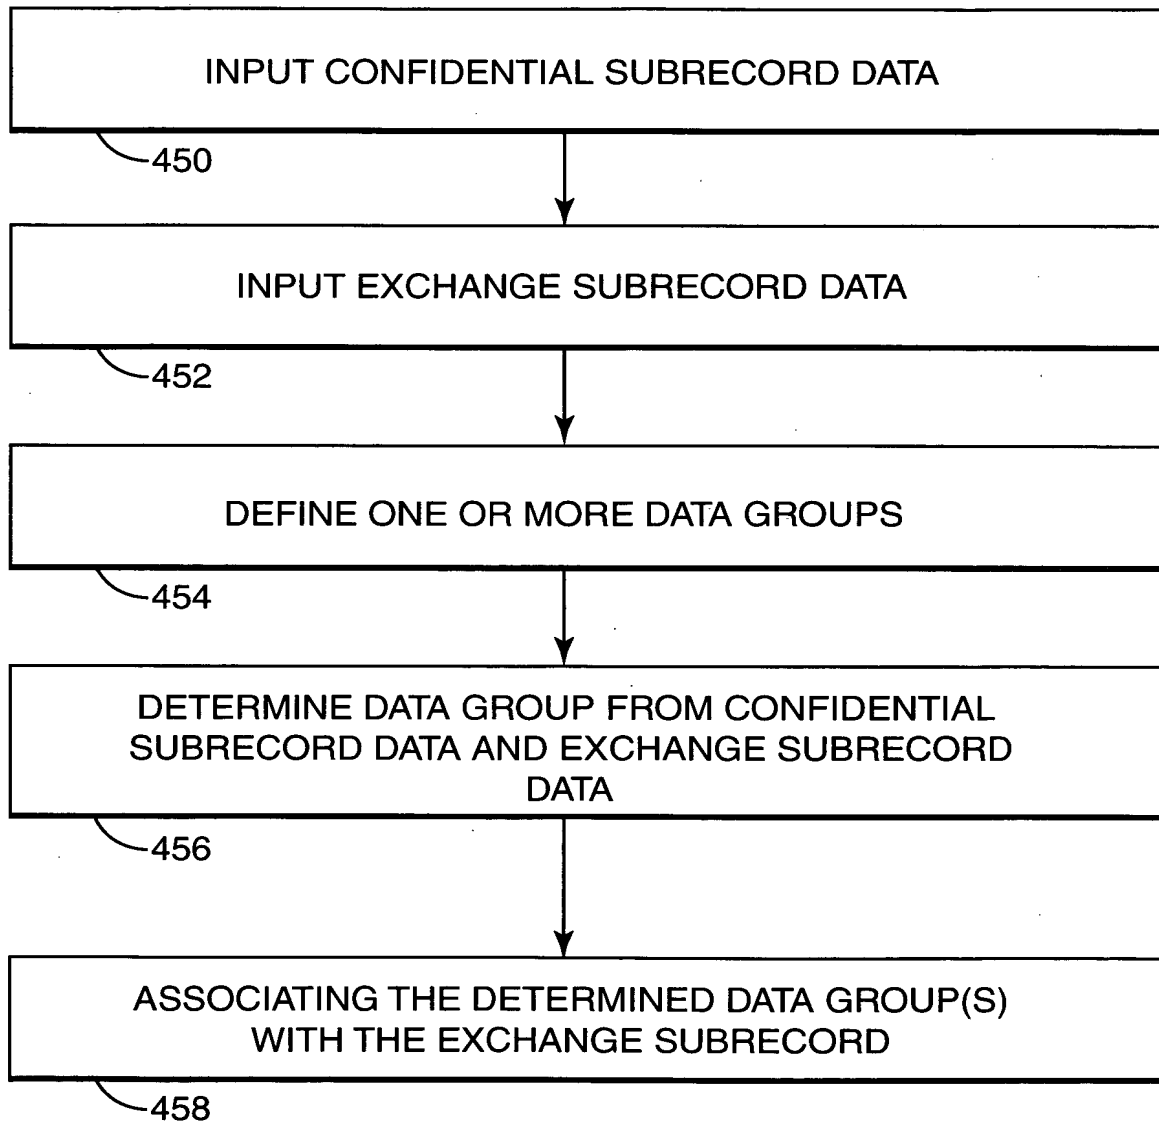 INPUT CONFIDENTIAL SUBRECORD DATA
450
INPUT EXCHANGE SUBRECORD DATA
452
DEFINE ONE OR MORE DATA GROUPS
454
DETERMINE DATA GROUP FROM CONFIDENTIAL
SUBRECORD DATA AND EXCHANGE SUBRECORD
DATA
456
ASSOCIATING THE DETERMINED DATA GROUP(S)
WITH THE EXCHANGE SUBRECORD
458